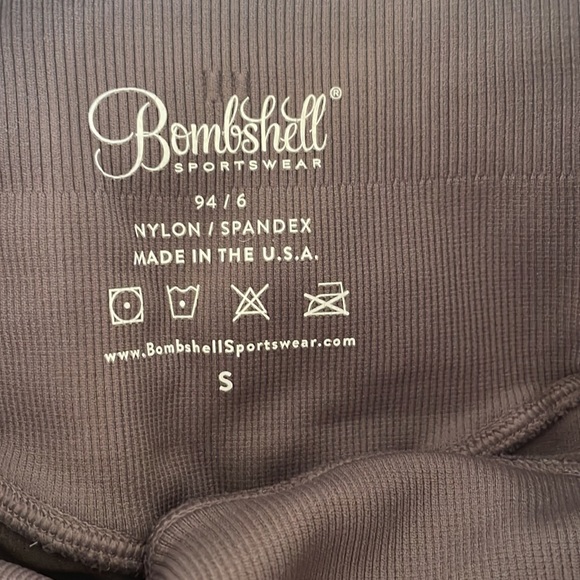 Bombshell®
SPORTSWEAR
94 / 6
NYLON / SPANDEX
MADE IN THE U.S.A.
www.BombshellSportswear.com
S